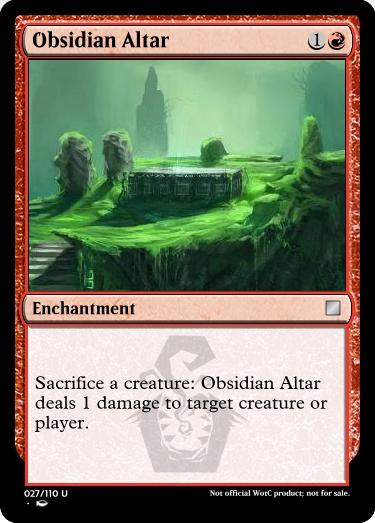 Obsidian Altar 1
Enchantment
Sacrifice a creature: Obsidian Altar
deals 1 damage to target creature or
player.
027/110 U
Not official WotC product; not for sale.